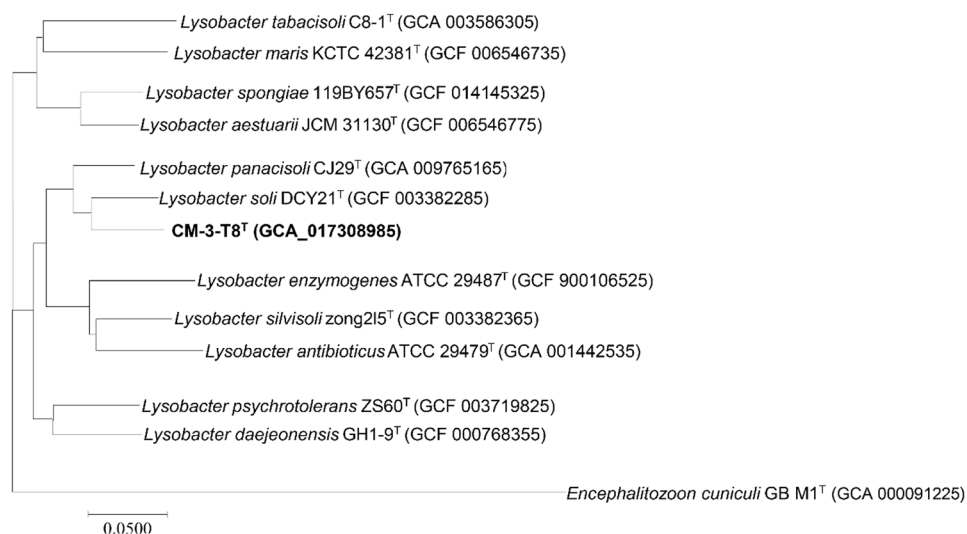 Lysobacter tabacisoli C8-1ᵀ (GCA 003586305)
Lysobacter maris KCTC 42381ᵀ (GCF 006546735)
Lysobacter spongiae 119BY657ᵀ (GCF 014145325)
Lysobacter aestuarii JCM 31130ᵀ (GCF 006546775)
Lysobacter panacisoli CJ29ᵀ (GCA 009765165)
Lysobacter soli DCY21ᵀ (GCF 003382285)
CM-3-T8ᵀ (GCA_017308985)
Lysobacter enzymogenes ATCC 29487ᵀ (GCF 900106525)
Lysobacter silvisoli zong2l5ᵀ (GCF 003382365)
Lysobacter antibioticus ATCC 29479ᵀ (GCA 001442535)
Lysobacter psychrotolerans ZS60ᵀ (GCF 003719825)
Lysobacter daejeonensis GH1-9ᵀ (GCF 000768355)
Encephalitozoon cuniculi GB M1ᵀ (GCA 000091225)
0.0500